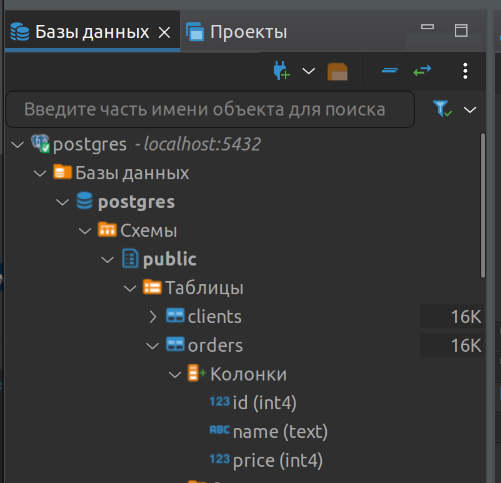 Базы данных Проекты
Введите часть имени объекта для поиска
postgres - localhost:5432
Базы данных
postgres
Схемы
public
Таблицы
clients 16K
orders 16K
Колонки
123 id (int4)
ABC name (text)
123 price (int4)